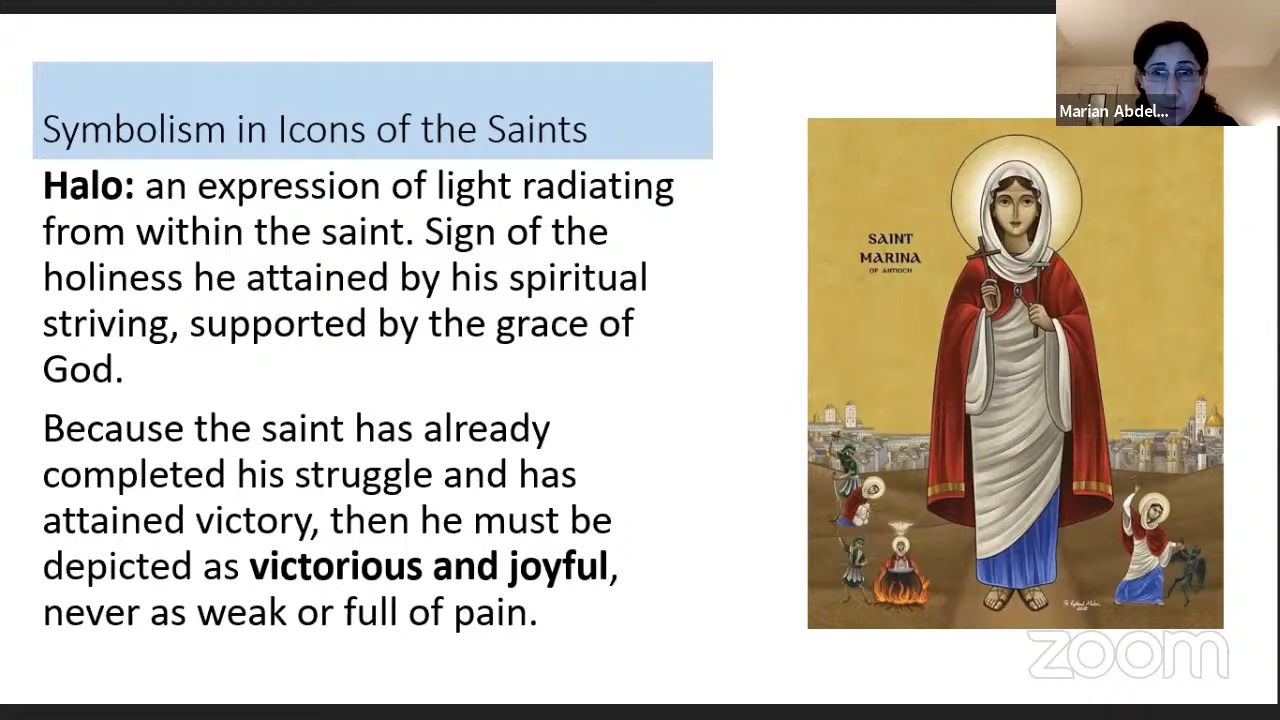 Marian Abdel...
Symbolism in Icons of the Saints
Halo: an expression of light radiating
from within the saint. Sign of the
holiness he attained by his spiritual
striving, supported by the grace of
God.
Because the saint has already
completed his struggle and has
attained victory, then he must be
depicted as victorious and joyful,
never as weak or full of pain.
SAINT
MARINA
OF ANTIOCH
zoom